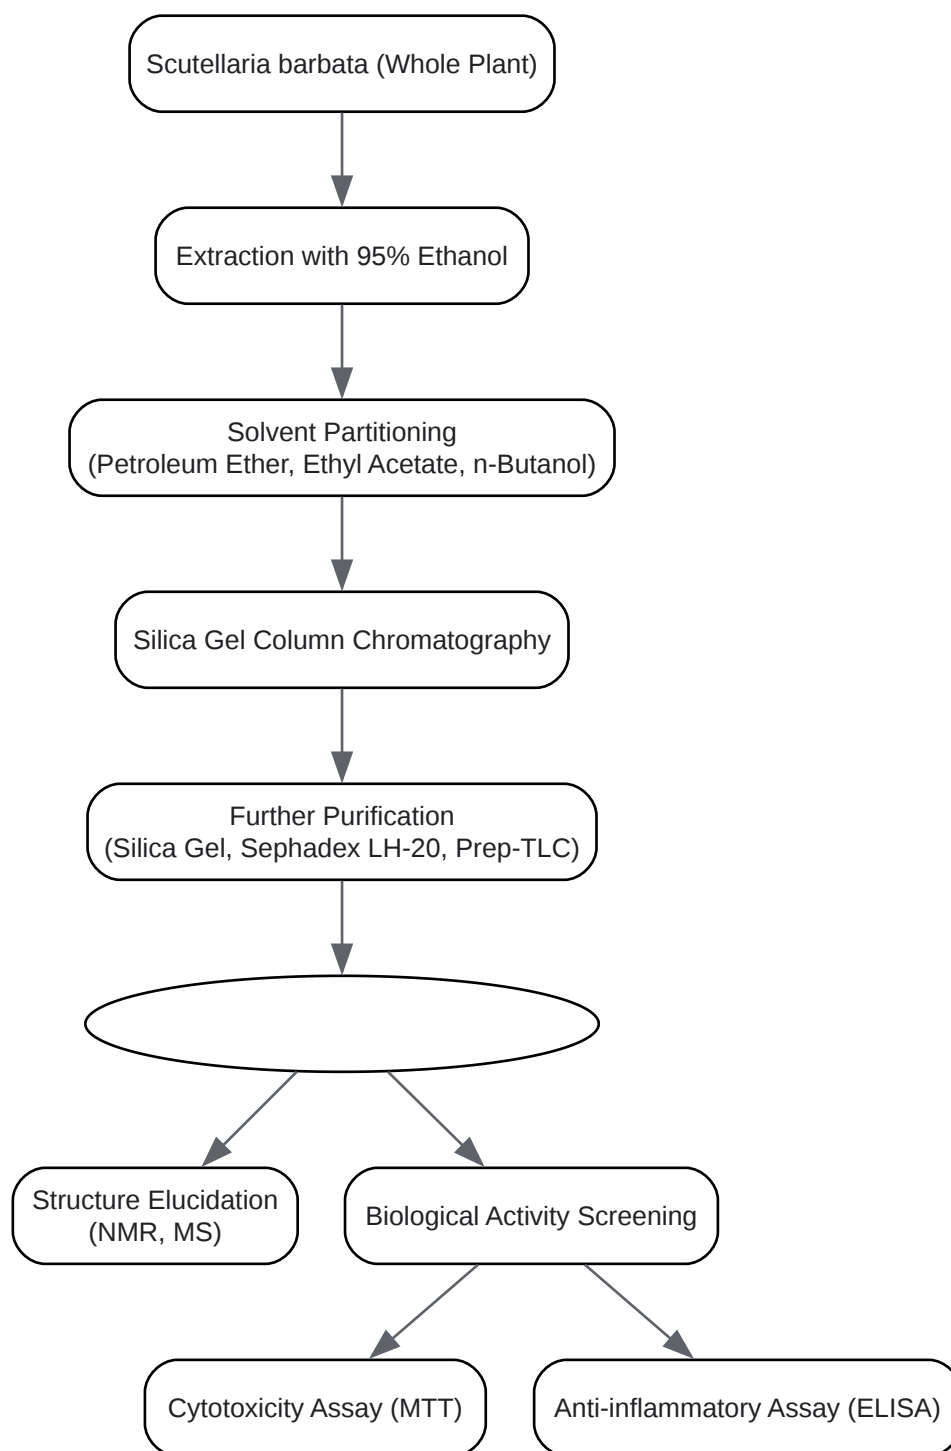 Scutellaria barbata (Whole Plant)
Extraction with 95% Ethanol
Solvent Partitioning
(Petroleum Ether, Ethyl Acetate, n-Butanol)
Silica Gel Column Chromatography
Further Purification
(Silica Gel, Sephadex LH-20, Prep-TLC)
Structure Elucidation
(NMR, MS)
Biological Activity Screening
Cytotoxicity Assay (MTT)
Anti-inflammatory Assay (ELISA)